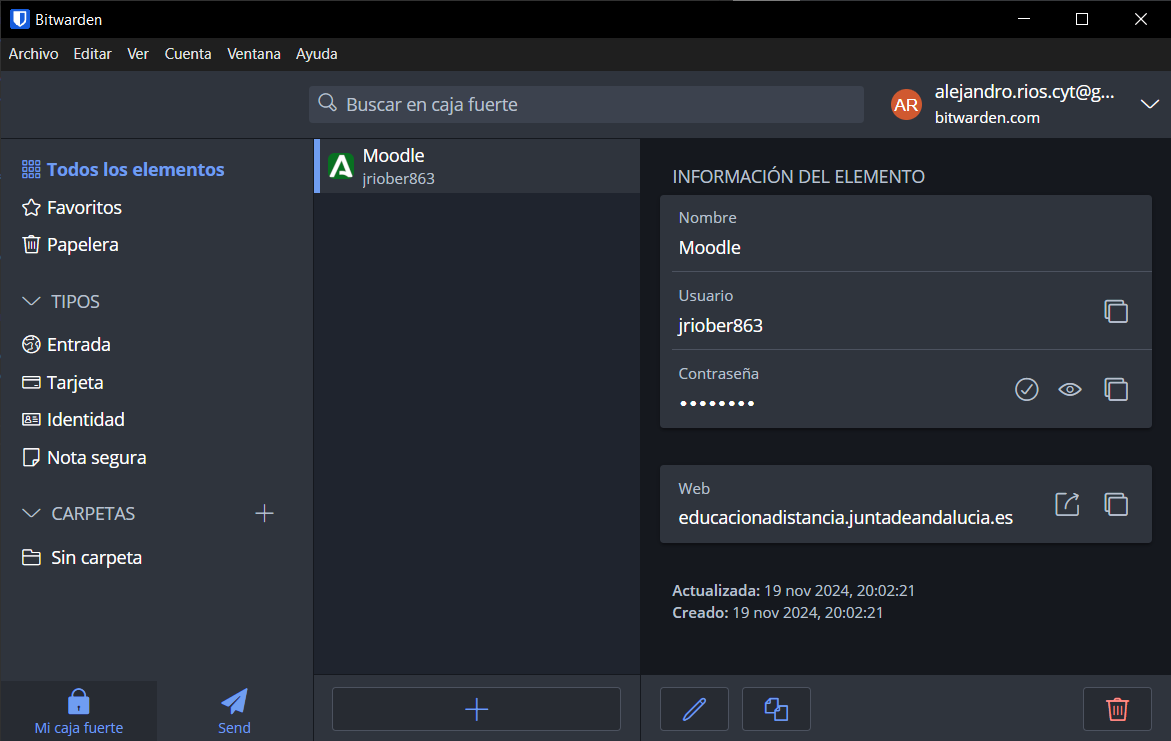 Bitwarden
Archivo Editar Ver Cuenta Ventana Ayuda
Buscar en caja fuerte
AR
alejandro.rios.cyt@g...
bitwarden.com
Todos los elementos
Favoritos
Papelera
TIPOS
Entrada
Tarjeta
Identidad
Nota segura
CARPETAS
Sin carpeta
Mi caja fuerte
Send
Moodle
jriober863
INFORMACIÓN DEL ELEMENTO
Nombre
Moodle
Usuario
jriober863
Contraseña
••••••••
Web
educacionadistancia.juntadeandalucia.es
Actualizada: 19 nov 2024, 20:02:21
Creado: 19 nov 2024, 20:02:21